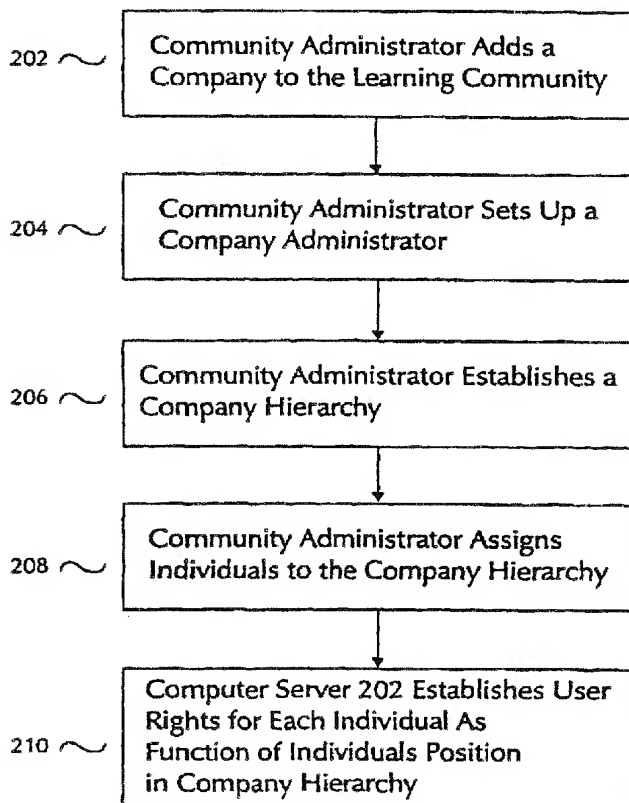 202
Community Administrator Adds a
Company to the Learning Community
204
Community Administrator Sets Up a
Company Administrator
206
Community Administrator Establishes a
Company Hierarchy
208
Community Administrator Assigns
Individuals to the Company Hierarchy
210
Computer Server 202 Establishes User
Rights for Each Individual As
Function of Individuals Position
in Company Hierarchy